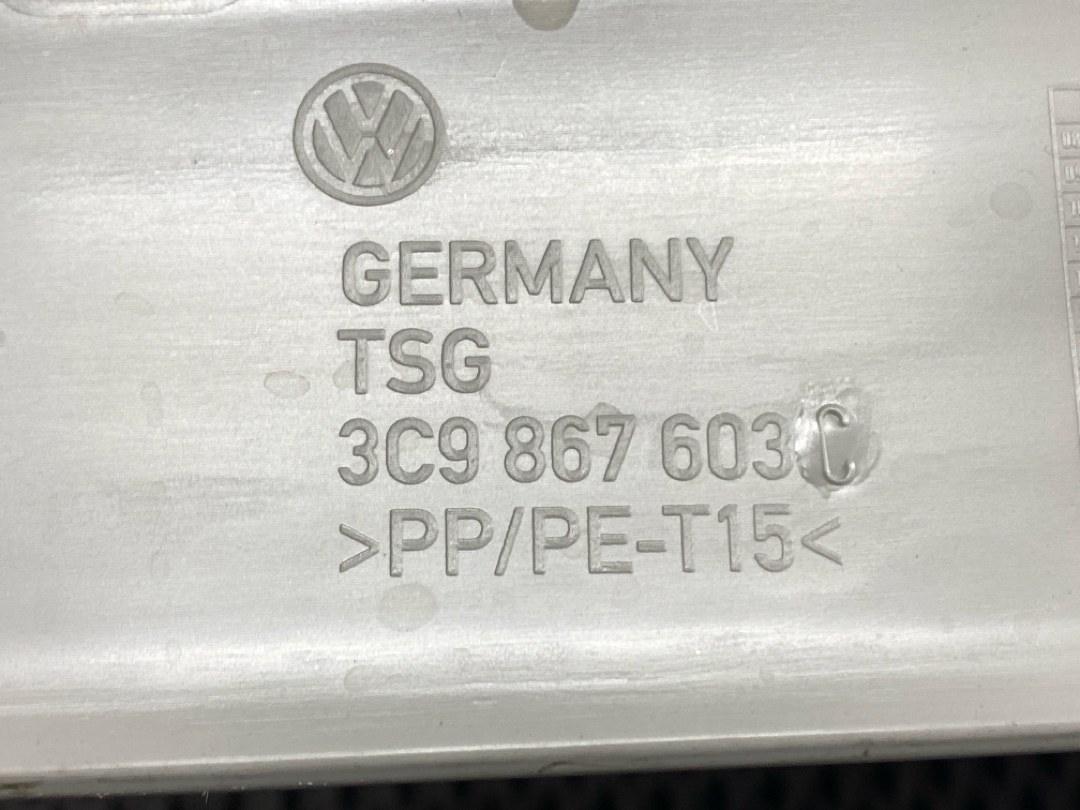 GERMANY
TSG
3C9 867 603 C
>PP/PE-T15<